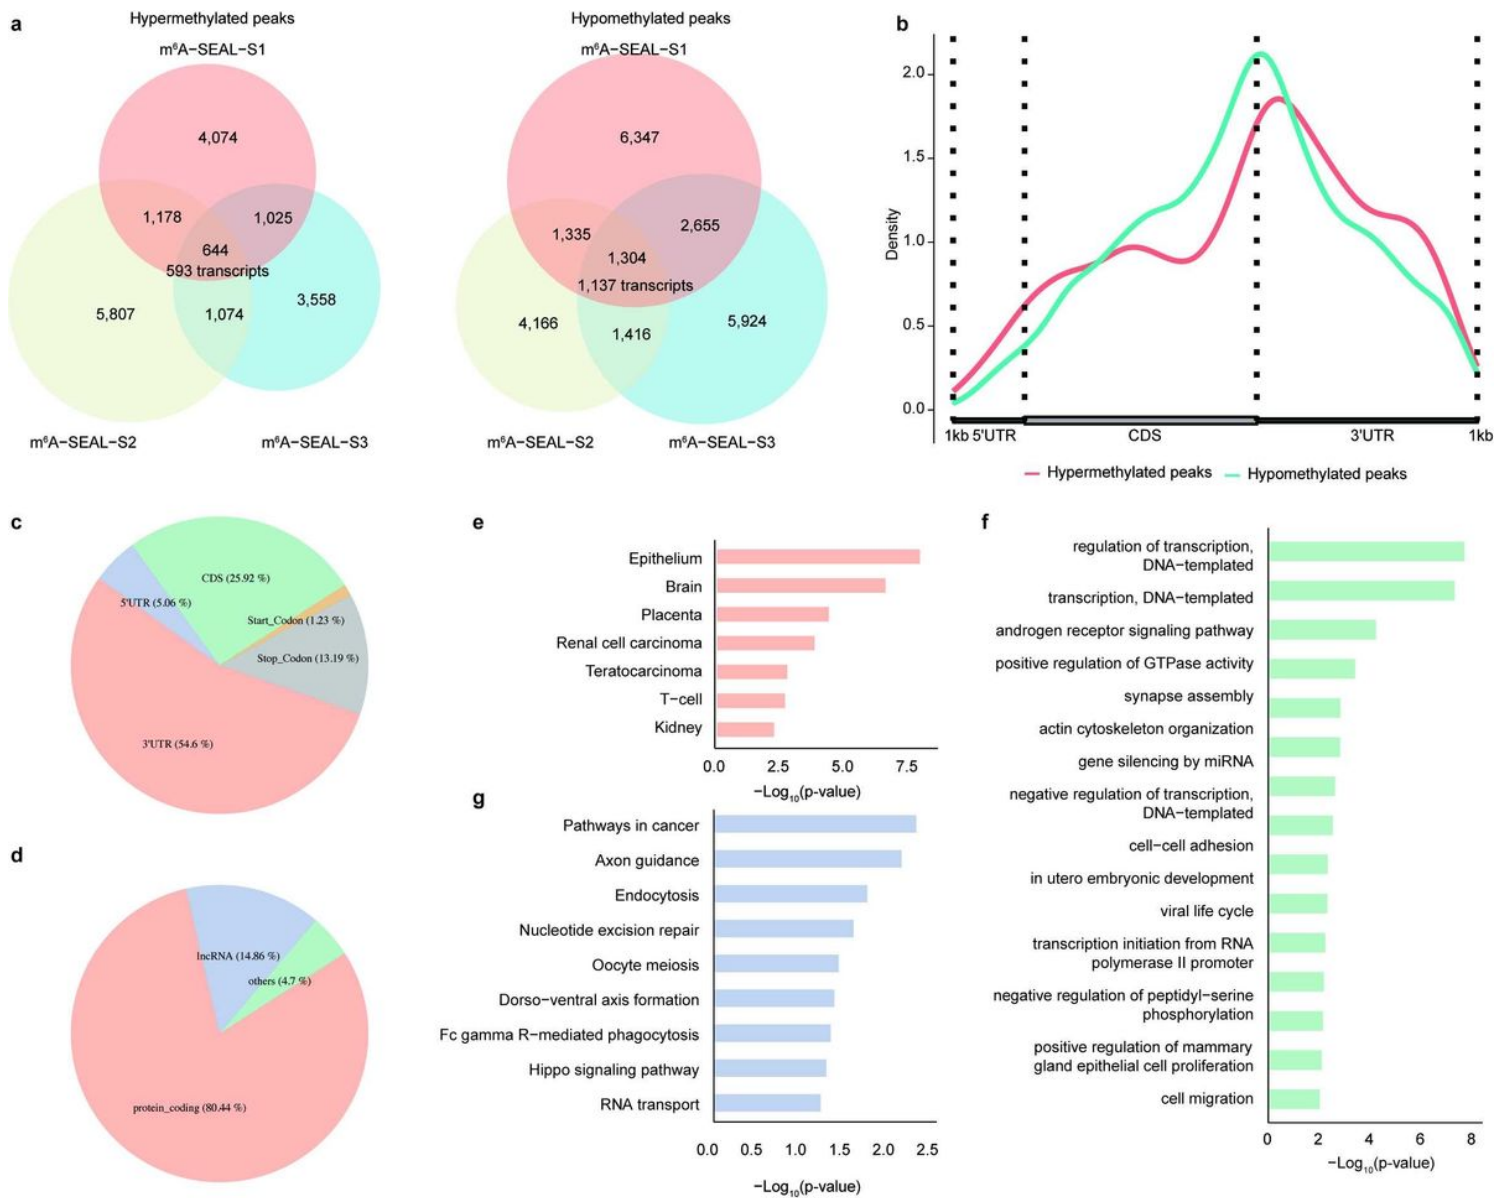 a
Hypermethylated peaks
m⁶A−SEAL−S1
4,074
1,178
1,025
644
593 transcripts
5,807
1,074
3,558
m⁶A−SEAL−S2
m⁶A−SEAL−S3
Hypomethylated peaks
m⁶A−SEAL−S1
6,347
1,335
2,655
1,304
1,137 transcripts
4,166
1,416
5,924
m⁶A−SEAL−S2
m⁶A−SEAL−S3
b
Density
2.0
1.5
1.0
0.5
0.0
1kb 5'UTR
CDS
3'UTR
1kb
Hypermethylated peaks
Hypomethylated peaks
c
CDS (25.92 %)
5'UTR (5.06 %)
Start_Codon (1.23 %)
Stop_Codon (13.19 %)
3'UTR (54.6 %)
d
lncRNA (14.86 %)
others (4.7 %)
protein_coding (80.44 %)
e
Epithelium
Brain
Placenta
Renal cell carcinoma
Teratocarcinoma
T−cell
Kidney
0.0 2.5 5.0 7.5
−Log₁₀(p-value)
f
regulation of transcription,
DNA−templated
transcription, DNA−templated
androgen receptor signaling pathway
positive regulation of GTPase activity
synapse assembly
actin cytoskeleton organization
gene silencing by miRNA
negative regulation of transcription,
DNA−templated
cell−cell adhesion
in utero embryonic development
viral life cycle
transcription initiation from RNA
polymerase II promoter
negative regulation of peptidyl−serine
phosphorylation
positive regulation of mammary
gland epithelial cell proliferation
cell migration
0 2 4 6 8
−Log₁₀(p−value)
g
Pathways in cancer
Axon guidance
Endocytosis
Nucleotide excision repair
Oocyte meiosis
Dorso−ventral axis formation
Fc gamma R−mediated phagocytosis
Hippo signaling pathway
RNA transport
0.0 0.5 1.0 1.5 2.0 2.5
−Log₁₀(p−value)